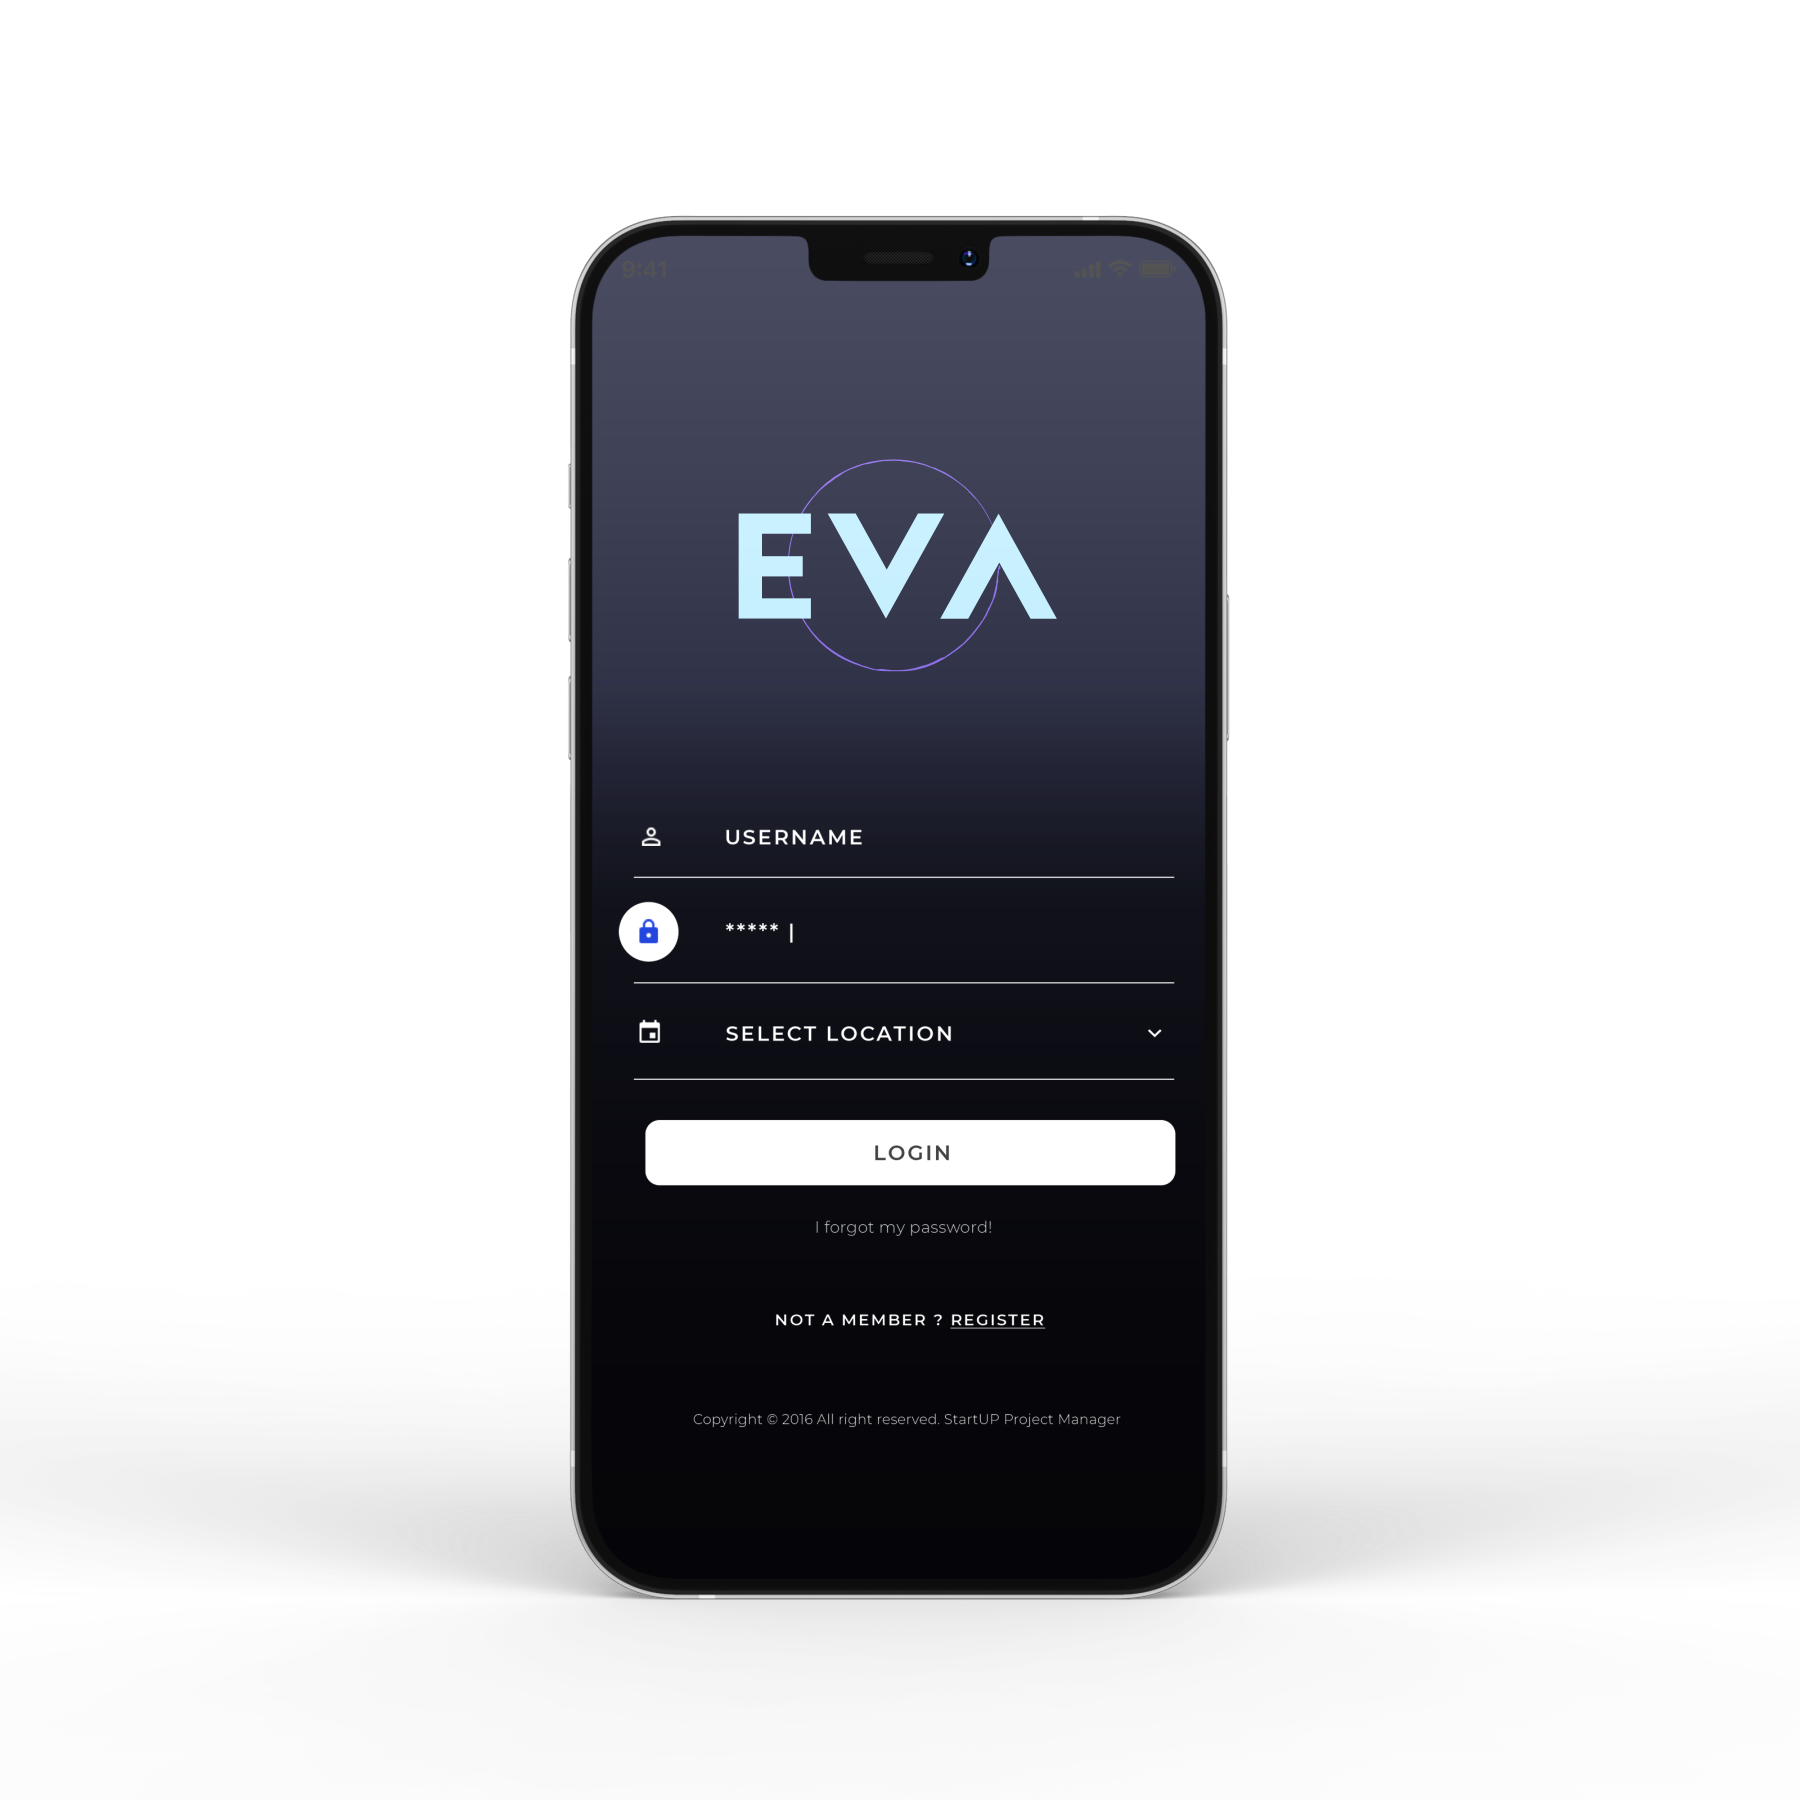 9:41
EVA
USERNAME
***** |
SELECT LOCATION
LOGIN
I forgot my password!
NOT A MEMBER ? REGISTER
Copyright © 2016 All right reserved. StartUP Project Manager